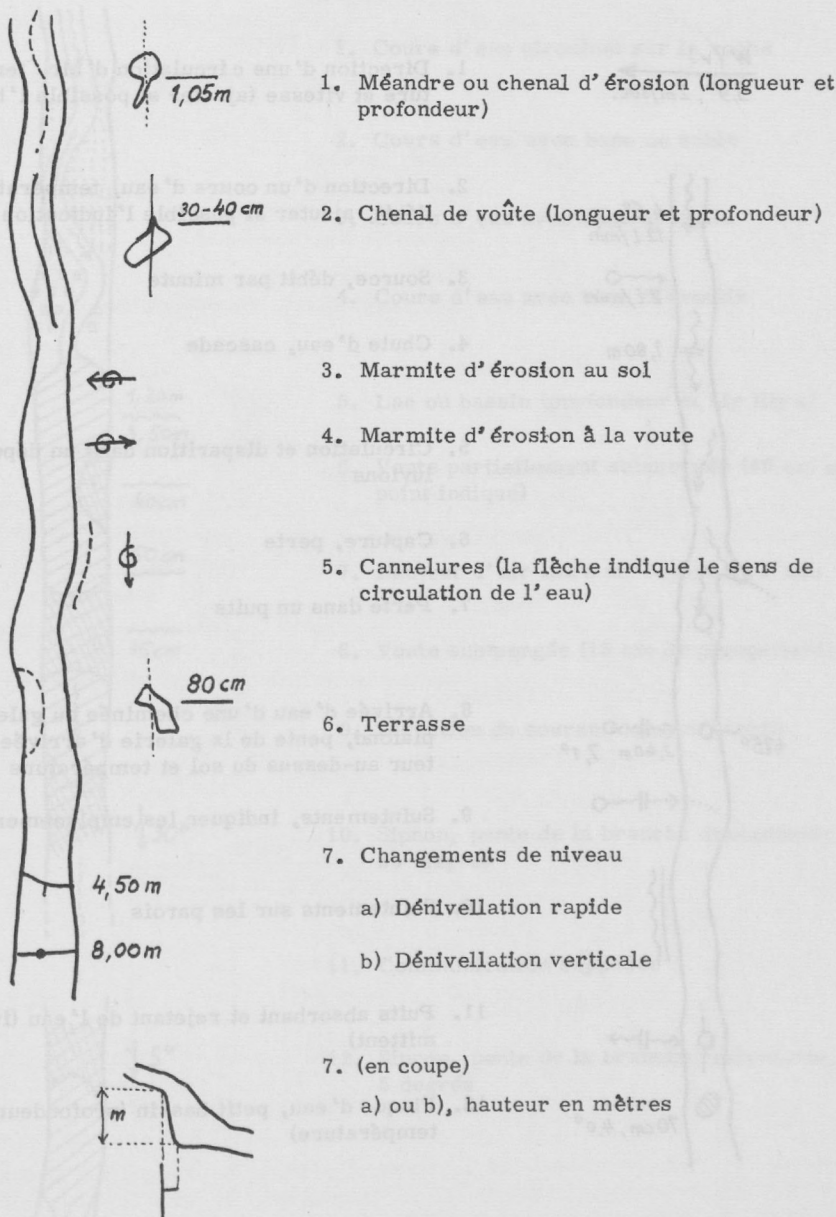 1,05m
1. Méandre ou chenal d'érosion (longueur et
profondeur)
30-40 cm
2. Chenal de voûte (longueur et profondeur)
3. Marmite d'érosion au sol
4. Marmite d'érosion à la voute
5. Cannelures (la flèche indique le sens de
circulation de l'eau)
80 cm
6. Terrasse
7. Changements de niveau
4,50 m
a) Dénivellation rapide
8,00 m
b) Dénivellation verticale
7. (en coupe)
m
a) ou b), hauteur en mètres